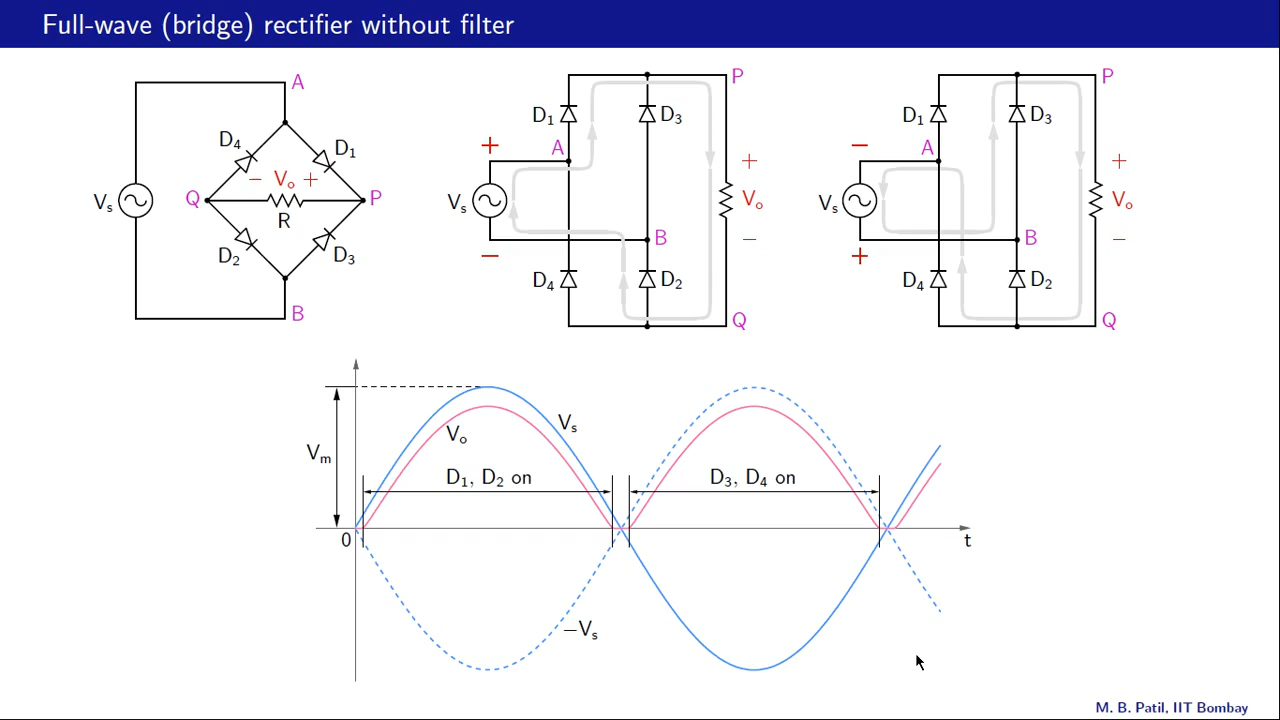 Full-wave (bridge) rectifier without filter
A
D4
D1
− Vo +
Vs
Q
P
R
D2
D3
B
P
D1
D3
+
A
+
Vs
Vo
B
−
−
D4
D2
Q
P
D1
D3
−
A
+
Vs
Vo
B
−
+
D4
D2
Q
Vs
Vo
Vm
D1, D2 on
D3, D4 on
0
t
−Vs
M. B. Patil, IIT Bombay